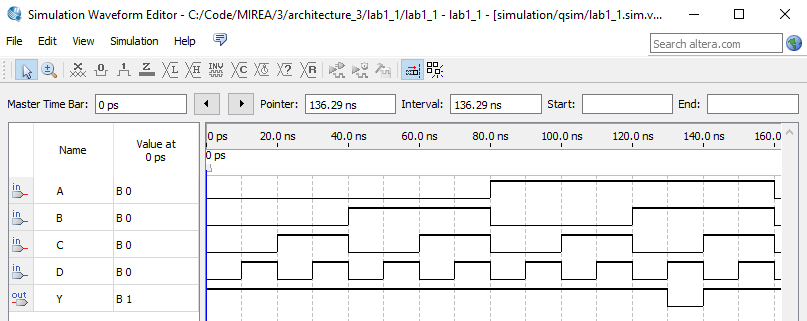 Simulation Waveform Editor - C:/Code/MIREA/3/architecture_3/lab1_1/lab1_1 - lab1_1 - [simulation/qsim/lab1_1.sim.v...
File Edit View Simulation Help
Search altera.com
Master Time Bar: 0 ps Pointer: 136.29 ns Interval: 136.29 ns Start: End:
Name Value at 0 ps
0 ps 20.0 ns 40.0 ns 60.0 ns 80.0 ns 100.0 ns 120.0 ns 140.0 ns 160.0
0 ps
in A B 0
in B B 0
in C B 0
in D B 0
out Y B 1